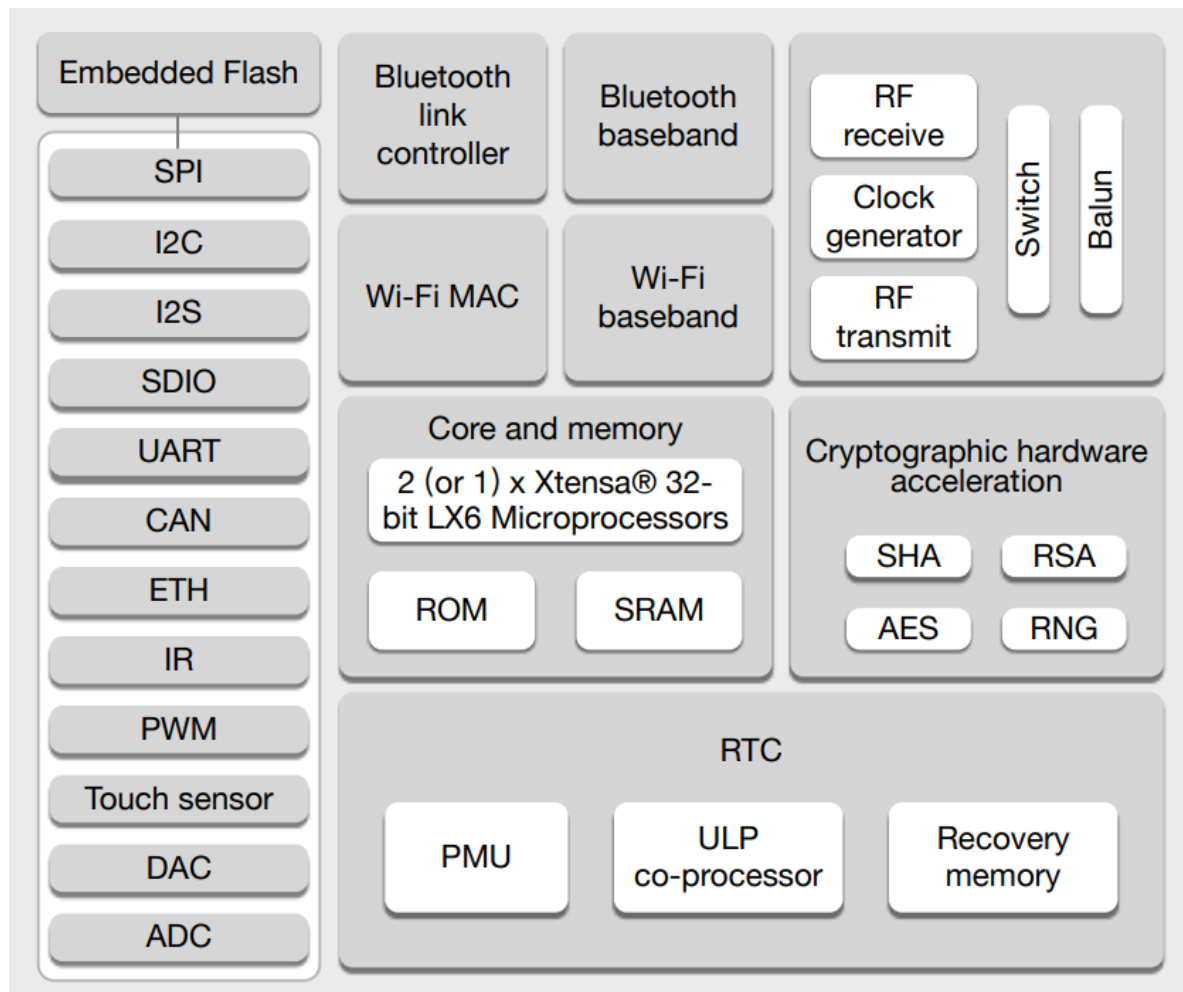 Embedded Flash
SPI
I2C
I2S
SDIO
UART
CAN
ETH
IR
PWM
Touch sensor
DAC
ADC
Bluetooth
link
controller
Bluetooth
baseband
Wi-Fi MAC
Wi-Fi
baseband
RF
receive
Clock
generator
RF
transmit
Switch
Balun
Core and memory
2 (or 1) x Xtensa® 32-
bit LX6 Microprocessors
ROM
SRAM
Cryptographic hardware
acceleration
SHA
RSA
AES
RNG
RTC
PMU
ULP
co-processor
Recovery
memory